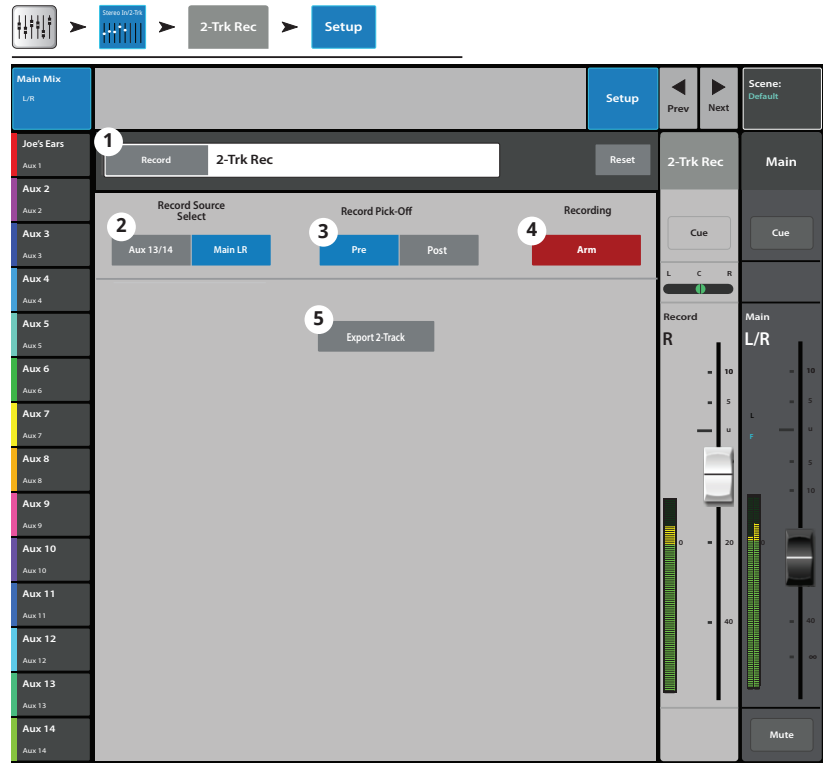 Stereo In/2-Trk
2-Trk Rec
Setup
Main Mix
L/R
Setup
Prev
Next
Scene:
Default
Joe's Ears
Aux 1
Aux 2
Aux 2
Aux 3
Aux 3
Aux 4
Aux 4
Aux 5
Aux 5
Aux 6
Aux 6
Aux 7
Aux 7
Aux 8
Aux 8
Aux 9
Aux 9
Aux 10
Aux 10
Aux 11
Aux 11
Aux 12
Aux 12
Aux 13
Aux 13
Aux 14
Aux 14
1
Record
2-Trk Rec
Reset
Record Source
Select
Record Pick-Off
Recording
2
Aux 13/14
Main LR
3
Pre
Post
4
Arm
5
Export 2-Track
2-Trk Rec
Cue
L C R
Record
R
10
5
u
5
10
0
20
40
Main
Cue
Main
L/R
10
5
L
u
F
5
10
0
20
40
∞
Mute